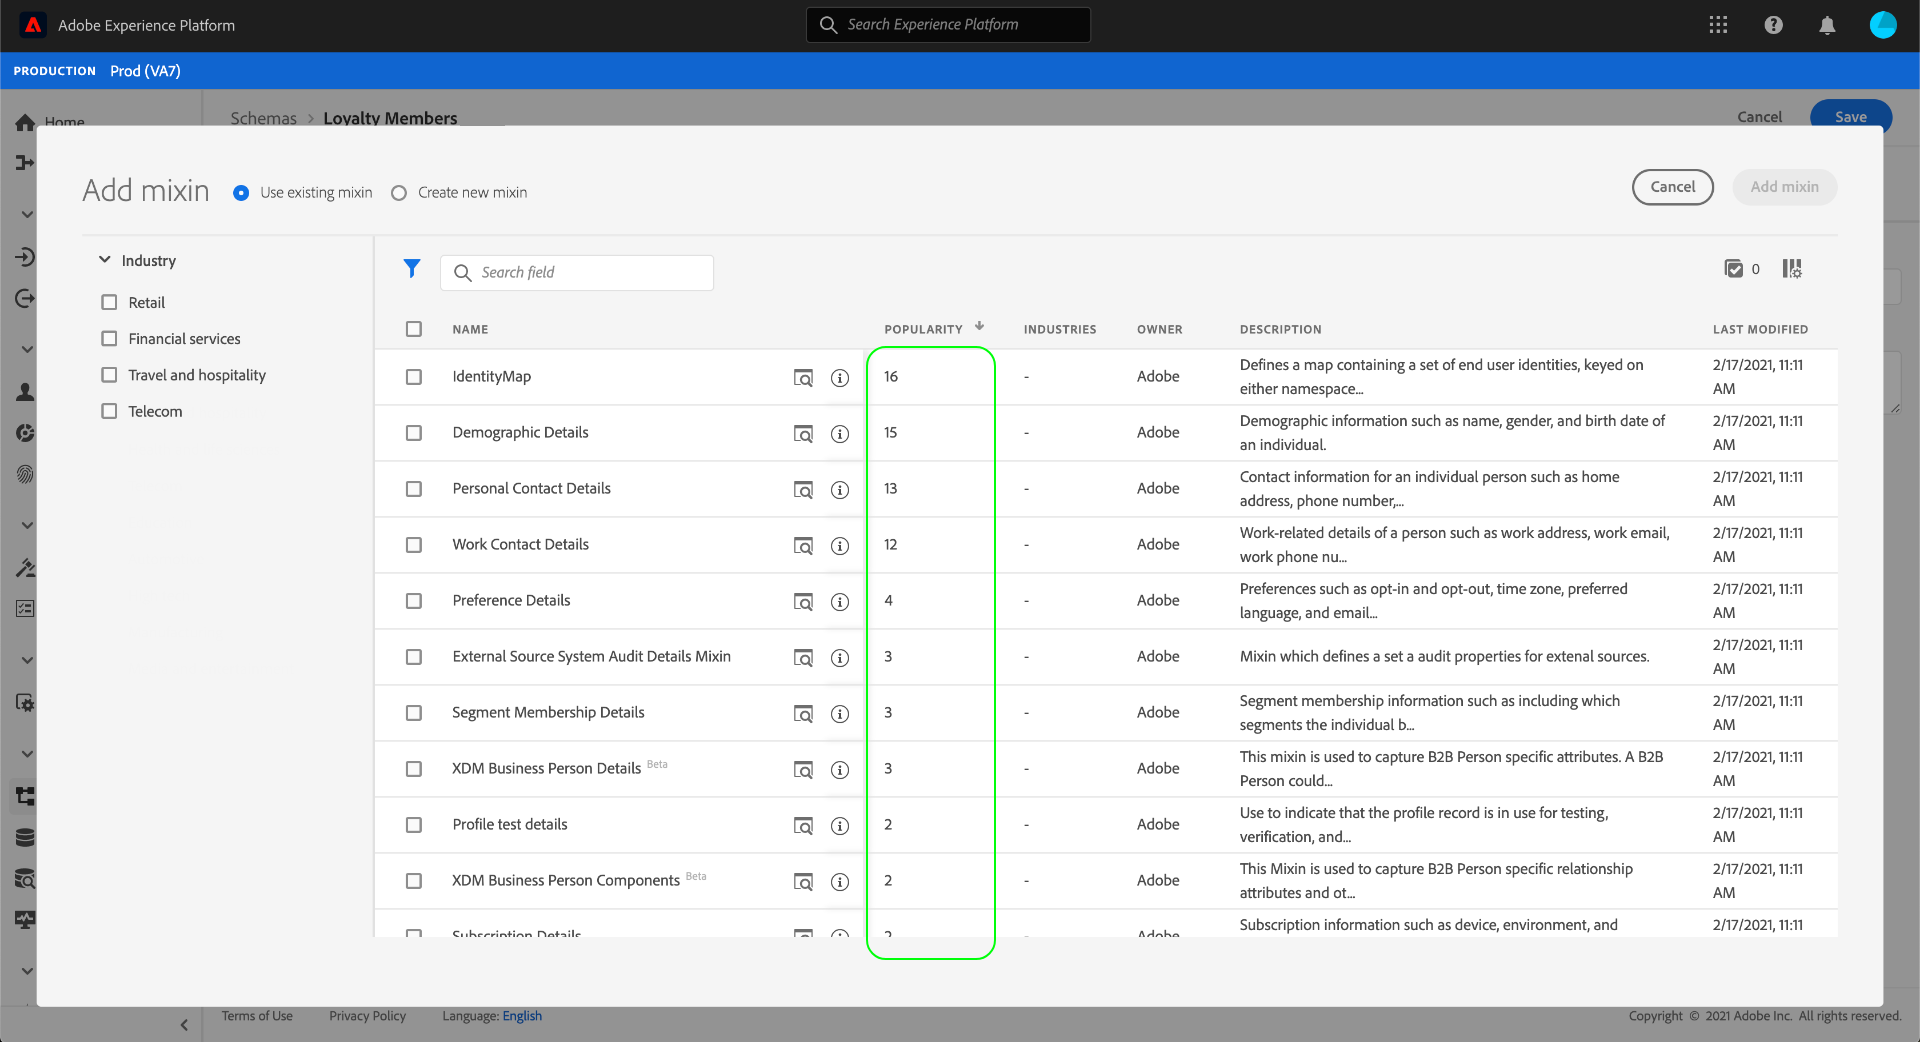 Adobe Experience Platform
Search Experience Platform
PRODUCTION Prod (VA7)
Home
Schemas > Loyalty Members
Cancel Save
Add mixin Use existing mixin Create new mixin Cancel Add mixin
Industry
Retail
Financial services
Travel and hospitality
Telecom
Search field
0
NAME POPULARITY INDUSTRIES OWNER DESCRIPTION LAST MODIFIED
IdentityMap 16 - Adobe Defines a map containing a set of end user identities, keyed on 2/17/2021, 11:11
either namespace... AM
Demographic Details 15 - Adobe Demographic information such as name, gender, and birth date of 2/17/2021, 11:11
an individual. AM
Personal Contact Details 13 - Adobe Contact information for an individual person such as home 2/17/2021, 11:11
address, phone number,... AM
Work Contact Details 12 - Adobe Work-related details of a person such as work address, work email, 2/17/2021, 11:11
work phone nu... AM
Preference Details 4 - Adobe Preferences such as opt-in and opt-out, time zone, preferred 2/17/2021, 11:11
language, and email... AM
External Source System Audit Details Mixin 3 - Adobe Mixin which defines a set a audit properties for extenal sources. 2/17/2021, 11:11
AM
Segment Membership Details 3 - Adobe Segment membership information such as including which 2/17/2021, 11:11
segments the individual b... AM
XDM Business Person Details Beta 3 - Adobe This mixin is used to capture B2B Person specific attributes. A B2B 2/17/2021, 11:11
Person could... AM
Profile test details 2 - Adobe Use to indicate that the profile record is in use for testing, 2/17/2021, 11:11
verification, and... AM
XDM Business Person Components Beta 2 - Adobe This Mixin is used to capture B2B Person specific relationship 2/17/2021, 11:11
attributes and ot... AM
Subscription Details 2 - Adobe Subscription information such as device, environment, and 2/17/2021, 11:11
Terms of Use Privacy Policy Language: English Copyright © 2021 Adobe Inc. All rights reserved.